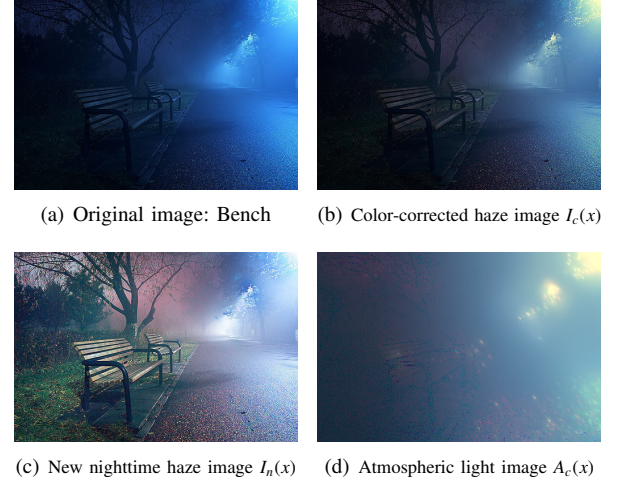 (a) Original image: Bench
(b) Color-corrected haze image I_c(x)
(c) New nighttime haze image I_n(x)
(d) Atmospheric light image A_c(x)